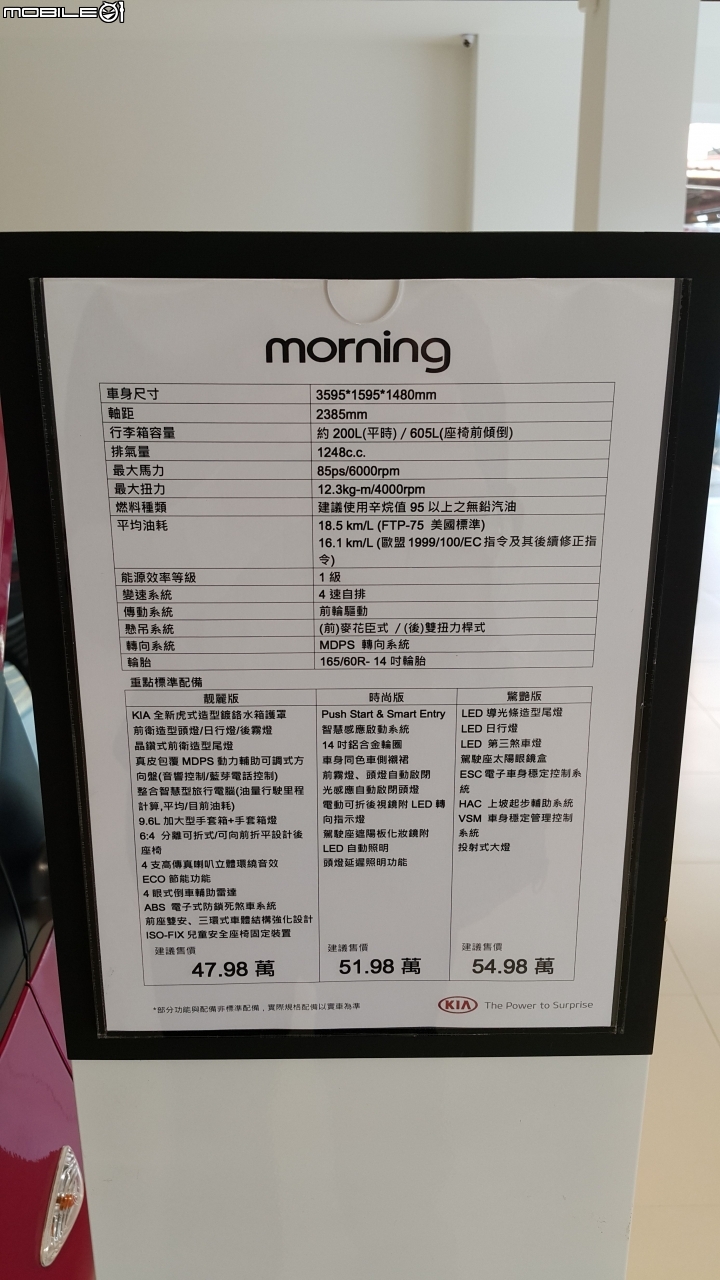 MOBILE01
morning
車身尺寸 3595*1595*1480mm
軸距 2385mm
行李箱容量 約 200L(平時) / 605L(座椅前傾倒)
排氣量 1248c.c.
最大馬力 85ps/6000rpm
最大扭力 12.3kg-m/4000rpm
燃料種類 建議使用辛烷值 95 以上之無鉛汽油
平均油耗 18.5 km/L (FTP-75 美國標準)
16.1 km/L (歐盟 1999/100/EC 指令及其後續修正指
令)
能源效率等級 1 級
變速系統 4 速自排
傳動系統 前輪驅動
懸吊系統 (前)麥花臣式 / (後)雙扭力桿式
轉向系統 MDPS 轉向系統
輪胎 165/60R- 14 吋輪胎
重點標準配備
靚麗版
KIA 全新虎式造型鍍鉻水箱護罩
前衛造型頭燈/日行燈/後霧燈
晶鑽式前衛造型尾燈
真皮包覆 MDPS 動力輔助可調式方
向盤(音響控制/藍芽電話控制)
整合智慧型旅行電腦(油量行駛里程
計算,平均/目前油耗)
9.6L 加大型手套箱+手套箱燈
6:4 分離可折式/可向前折平設計後
座椅
4 支高傳真喇叭立體環繞音效
ECO 節能功能
4 眼式倒車輔助雷達
ABS 電子式防鎖死煞車系統
前座雙安、三環式車體結構強化設計
ISO-FIX 兒童安全座椅固定裝置
建議售價
47.98 萬
時尚版
Push Start & Smart Entry
智慧感應啟動系統
14 吋鋁合金輪圈
車身同色車側襯裙
前霧燈、頭燈自動啟閉
光感應自動啟閉頭燈
電動可折後視鏡附 LED 轉
向指示燈
駕駛座遮陽板化妝鏡附
LED 自動照明
頭燈延遲照明功能
建議售價
51.98 萬
驚艷版
LED 導光條造型尾燈
LED 日行燈
LED 第三煞車燈
駕駛座太陽眼鏡盒
ESC 電子車身穩定控制系
統
HAC 上坡起步輔助系統
VSM 車身穩定管理控制
系統
投射式大燈
建議售價
54.98 萬
*部分功能與配備非標準配備，實際規格配備以實車為準
KIA The Power to Surprise